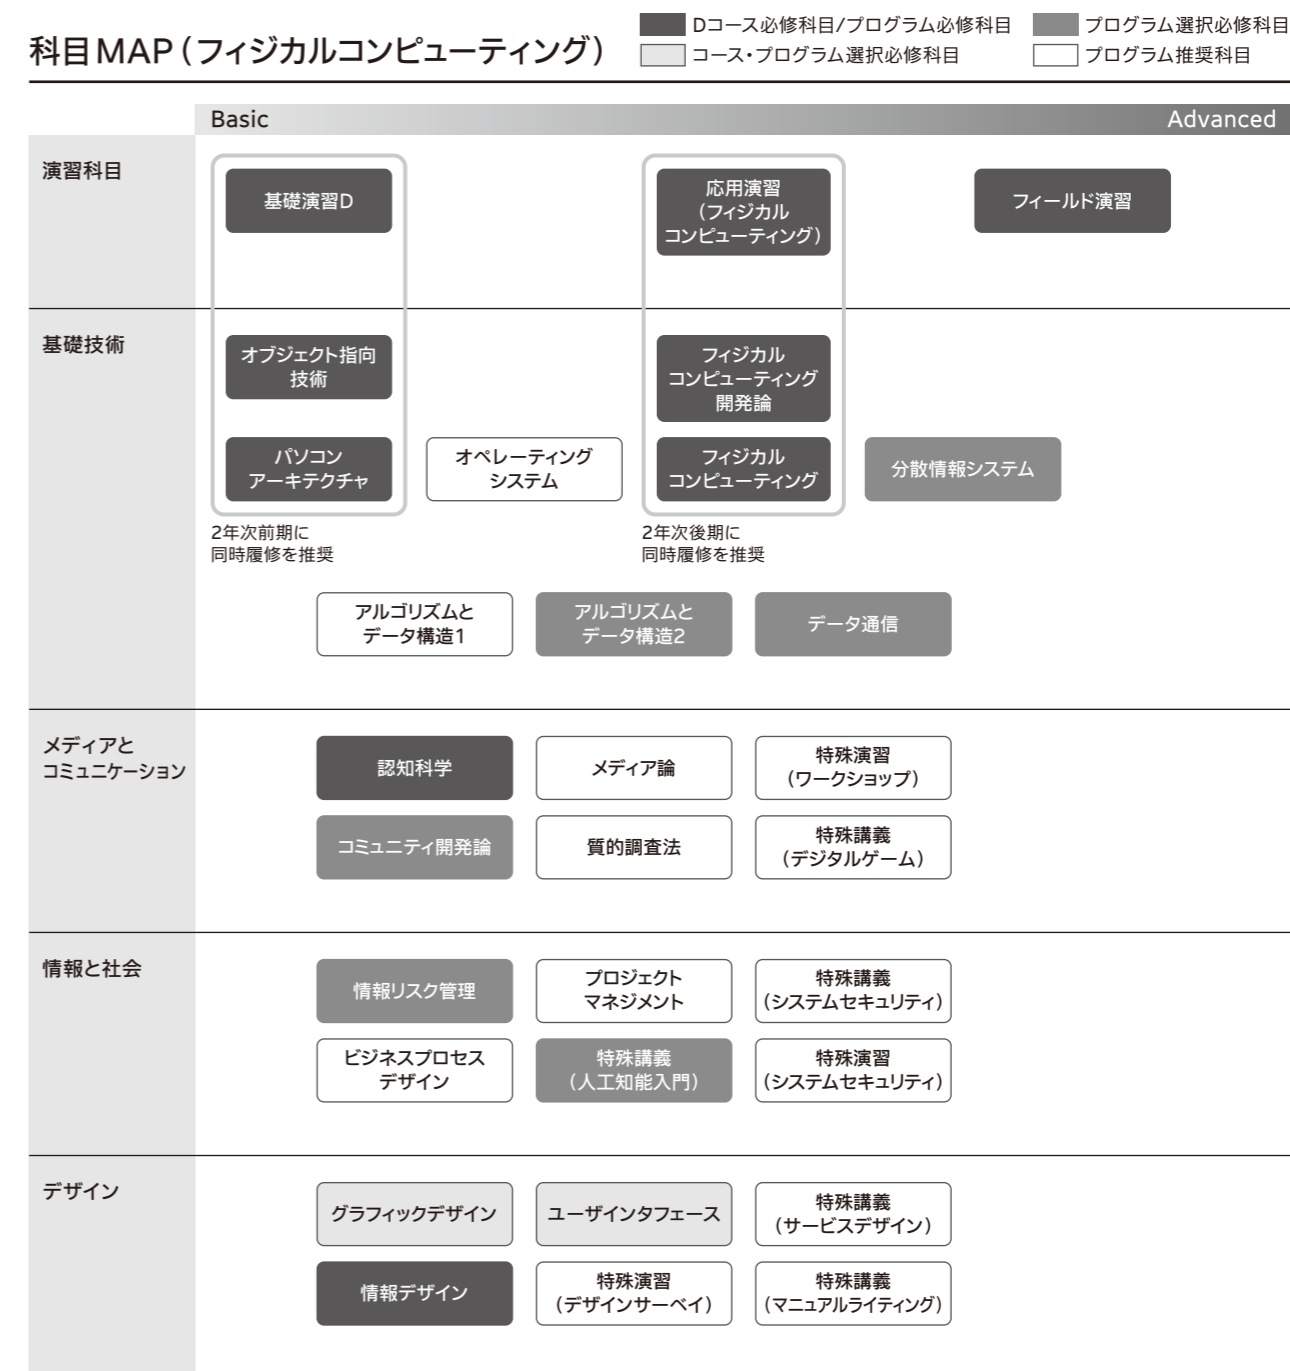 科目MAP(フィジカルコンピューティング)
Dコース必修科目/プログラム必修科目
プログラム選択必修科目
コース・プログラム選択必修科目
プログラム推奨科目
Basic
Advanced
演習科目
基礎演習D
応用演習
(フィジカル
コンピューティング)
フィールド演習
基礎技術
オブジェクト指向
技術
フィジカル
コンピューティング
開発論
パソコン
アーキテクチャ
オペレーティング
システム
フィジカル
コンピューティング
分散情報システム
2年次前期に
同時履修を推奨
2年次後期に
同時履修を推奨
アルゴリズムと
データ構造1
アルゴリズムと
データ構造2
データ通信
メディアと
コミュニケーション
認知科学
メディア論
特殊演習
(ワークショップ)
コミュニティ開発論
質的調査法
特殊講義
(デジタルゲーム)
情報と社会
情報リスク管理
プロジェクト
マネジメント
特殊講義
(システムセキュリティ)
ビジネスプロセス
デザイン
特殊講義
(人工知能入門)
特殊演習
(システムセキュリティ)
デザイン
グラフィックデザイン
ユーザインタフェース
特殊講義
(サービスデザイン)
情報デザイン
特殊演習
(デザインサーベイ)
特殊講義
(マニュアルライティング)